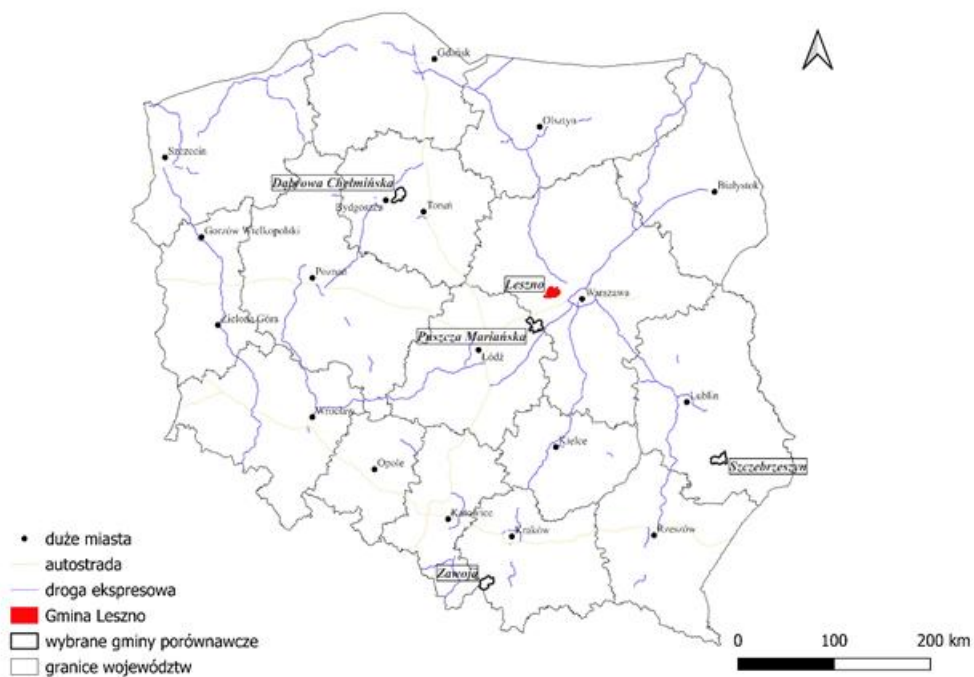 Gdańsk
Olsztyn
Szczecin
Dąbrowa Chełmińska
Białystok
Bydgoszcz
Toruń
Gorzów Wielkopolski
Poznań
Leszno
Warszawa
Zielona Góra
Puszcza Mariańska
Łódź
Lublin
Wrocław
Kielce
Opole
Szczebrzeszyn
Katowice
Kraków
Rzeszów
Zawoja
duże miasta
autostrada
droga ekspresowa
Gmina Leszno
wybrane gminy porównawcze
granice województw
0 100 200 km